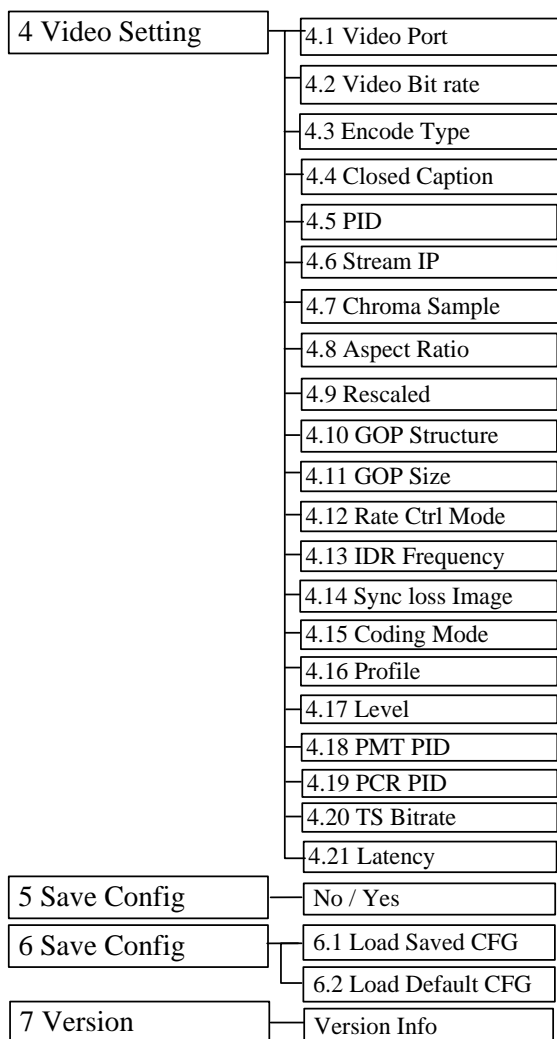 4 Video Setting
4.1 Video Port
4.2 Video Bit rate
4.3 Encode Type
4.4 Closed Caption
4.5 PID
4.6 Stream IP
4.7 Chroma Sample
4.8 Aspect Ratio
4.9 Rescaled
4.10 GOP Structure
4.11 GOP Size
4.12 Rate Ctrl Mode
4.13 IDR Frequency
4.14 Sync loss Image
4.15 Coding Mode
4.16 Profile
4.17 Level
4.18 PMT PID
4.19 PCR PID
4.20 TS Bitrate
4.21 Latency
5 Save Config
No / Yes
6 Save Config
6.1 Load Saved CFG
6.2 Load Default CFG
7 Version
Version Info